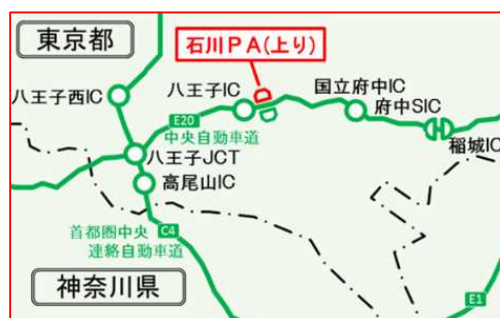 東京都
石川PA(上り)
八王子西IC
八王子IC
国立府中IC
府中SIC
稲城IC
E20
中央自動車道
八王子JCT
高尾山IC
首都圏中央
連絡自動車道
C4
神奈川県
E1